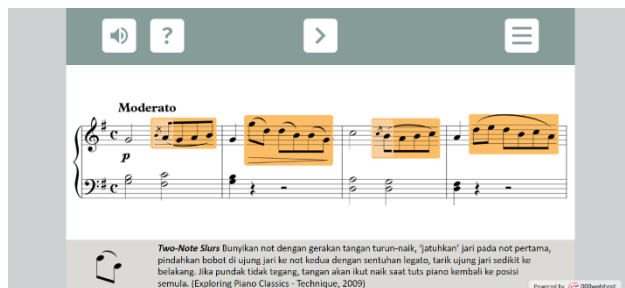 ?
Moderato
p
Two-Note Slurs Bunyikan not dengan gerakan tangan turun-naik, 'jatuhkan' jari pada not pertama,
pindahkan bobot di ujung jari ke not kedua dengan sentuhan legato, tarik ujung jari sedikit ke
belakang. Jika pundak tidak tegang, tangan akan ikut naik saat tuts piano kembali ke posisi
semula. (Exploring Piano Classics - Technique, 2009)
Powered by 000webhost